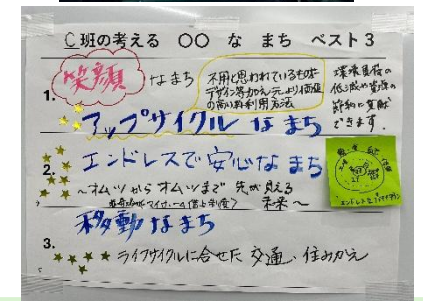 C班の考える 〇〇 な まち ベスト3
1. 笑顔 なまち
不用と思われているものを
デザイン等加え元より価値
の高い再利用方法
環境負荷の
低減や資源の
節約に貢献
できます.
アップサイクル な まち
2. エンドレスで安心な まち
〜オムツから オムツまで 先が見える
未来〜
移動なまち
3. ライフサイクルに合せた 交通、住みかえ